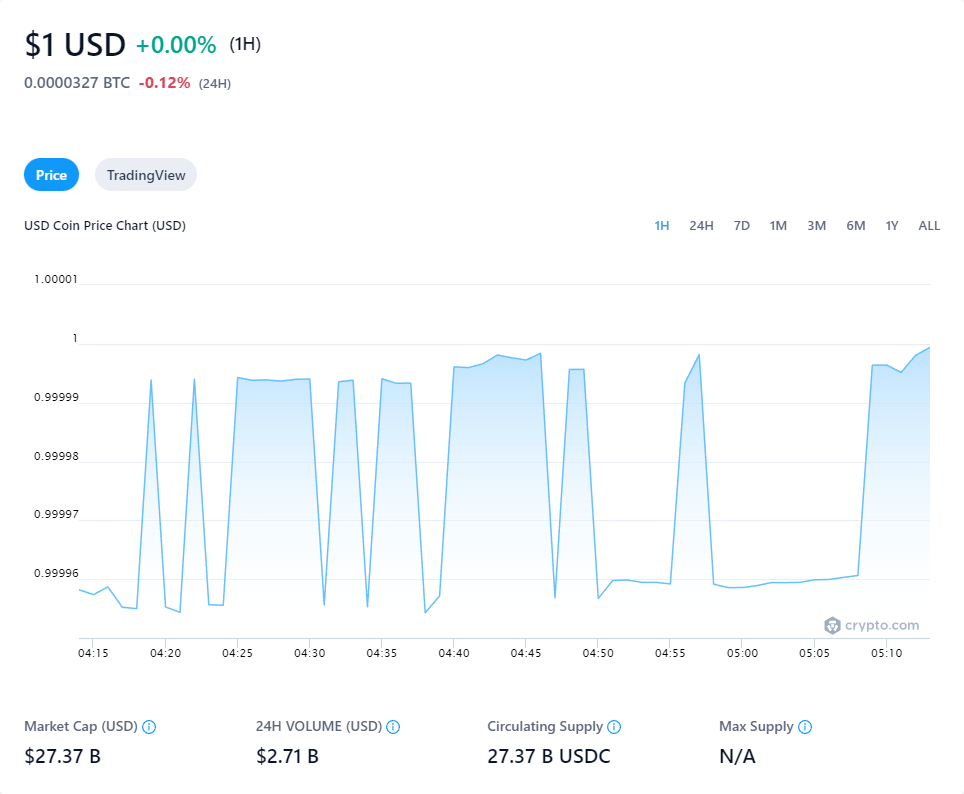 $1 USD +0.00% (1H)
0.0000327 BTC -0.12% (24H)
Price TradingView
USD Coin Price Chart (USD) 1H 24H 7D 1M 3M 6M 1Y ALL
1.00001
1
0.99999
0.99998
0.99997
0.99996
crypto.com
04:15 04:20 04:25 04:30 04:35 04:40 04:45 04:50 04:55 05:00 05:05 05:10
Market Cap (USD) 24H VOLUME (USD) Circulating Supply Max Supply
$27.37 B $2.71 B 27.37 B USDC N/A